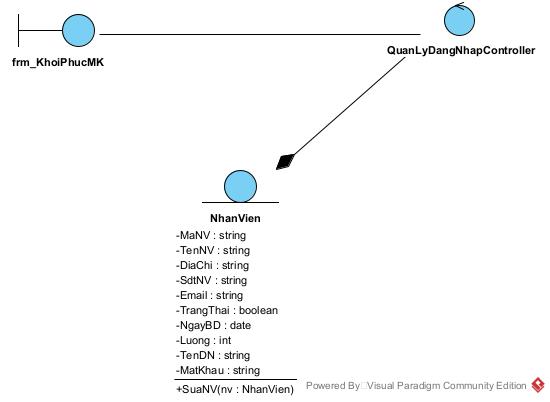 frm_KhoiPhucMK
QuanLyDangNhapController
NhanVien
-MaNV : string
-TenNV : string
-DiaChi : string
-SdtNV : string
-Email : string
-TrangThai : boolean
-NgayBD : date
-Luong : int
-TenDN : string
-MatKhau : string
+SuaNV(nv : NhanVien)
Powered By Visual Paradigm Community Edition